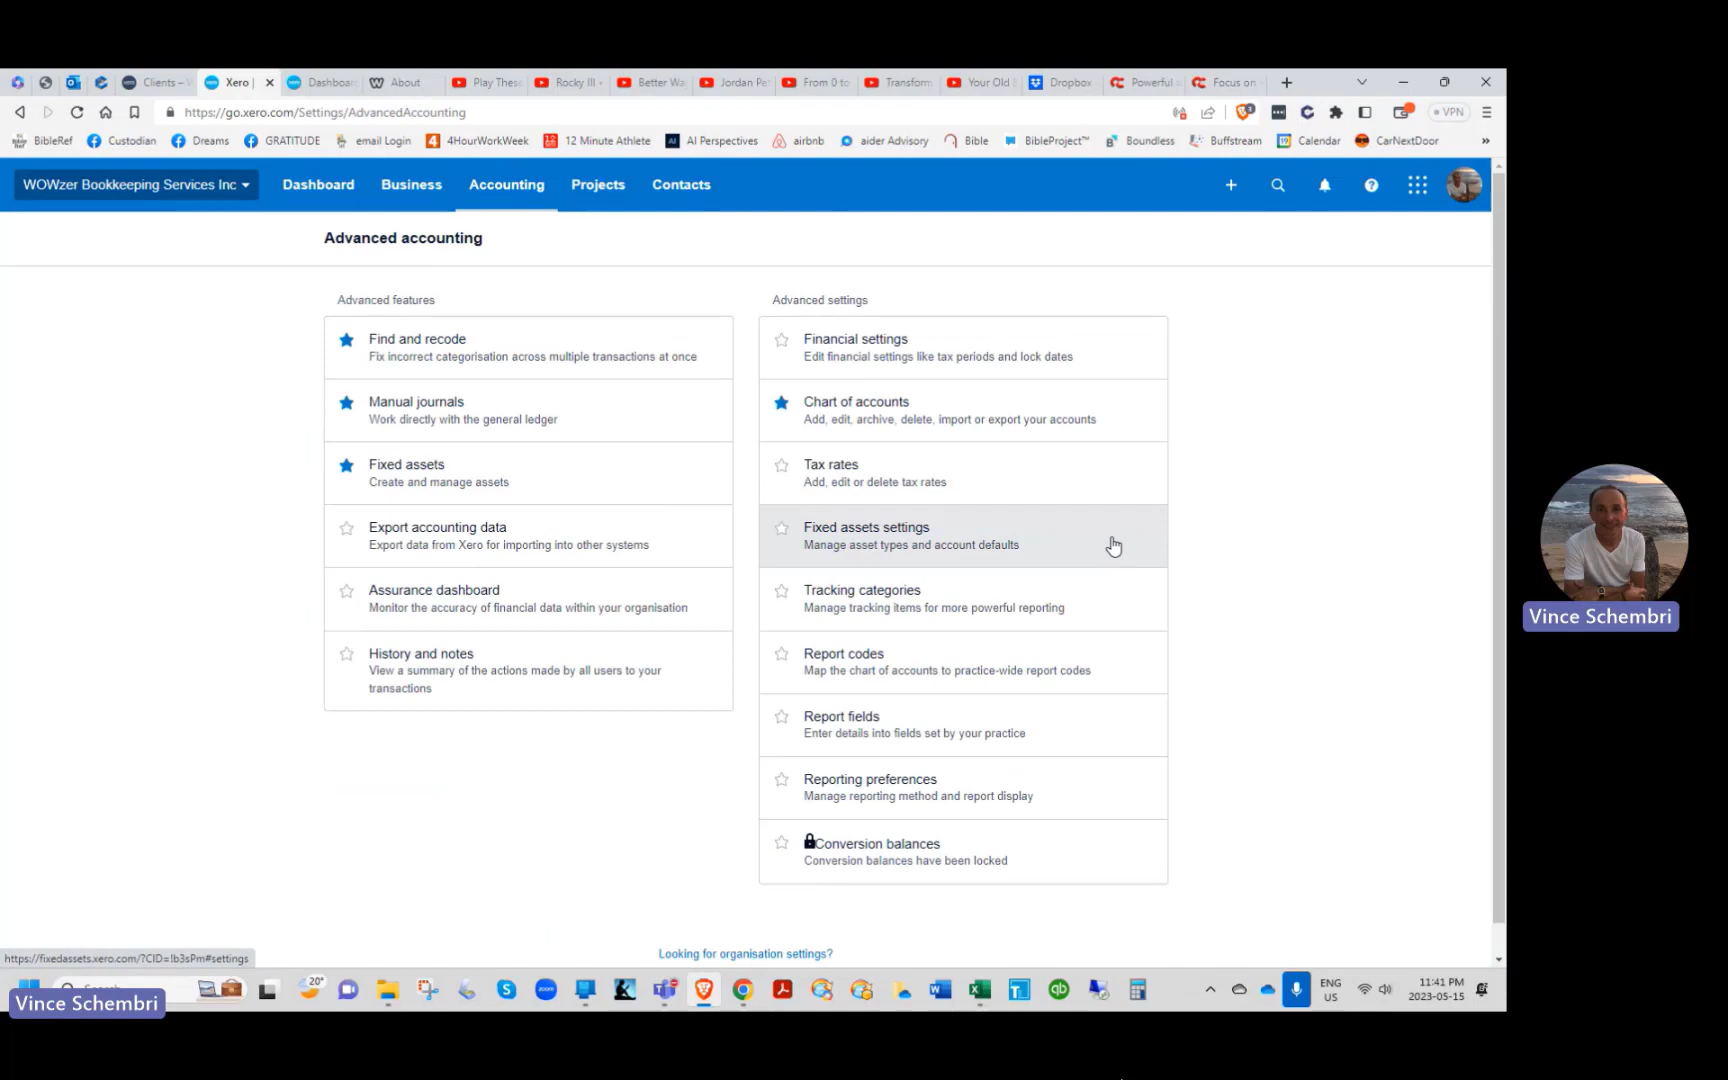 Clients –
Xero |
Dashboa
About
Play Thes
Rocky III
Better Wa
Jordan Pe
From 0 to
Transform
Your Old
Dropbox
Powerful
Focus on
https://go.xero.com/Settings/AdvancedAccounting
VPN
BibleRef
Custodian
Dreams
GRATITUDE
email Login
4HourWorkWeek
12 Minute Athlete
AI Perspectives
airbnb
aider Advisory
Bible
BibleProject™
Boundless
Buffstream
Calendar
CarNextDoor
WOWzer Bookkeeping Services Inc
Dashboard
Business
Accounting
Projects
Contacts
Advanced accounting
Advanced features
Find and recode
Fix incorrect categorisation across multiple transactions at once
Manual journals
Work directly with the general ledger
Fixed assets
Create and manage assets
Export accounting data
Export data from Xero for importing into other systems
Assurance dashboard
Monitor the accuracy of financial data within your organisation
History and notes
View a summary of the actions made by all users to your
transactions
Advanced settings
Financial settings
Edit financial settings like tax periods and lock dates
Chart of accounts
Add, edit, archive, delete, import or export your accounts
Tax rates
Add, edit or delete tax rates
Fixed assets settings
Manage asset types and account defaults
Tracking categories
Manage tracking items for more powerful reporting
Report codes
Map the chart of accounts to practice-wide report codes
Report fields
Enter details into fields set by your practice
Reporting preferences
Manage reporting method and report display
Conversion balances
Conversion balances have been locked
Looking for organisation settings?
Vince Schembri
https://fixedassets.xero.com/?CID=!b3sPm#settings
20°
ENG
US
11:41 PM
2023-05-15
Vince Schembri